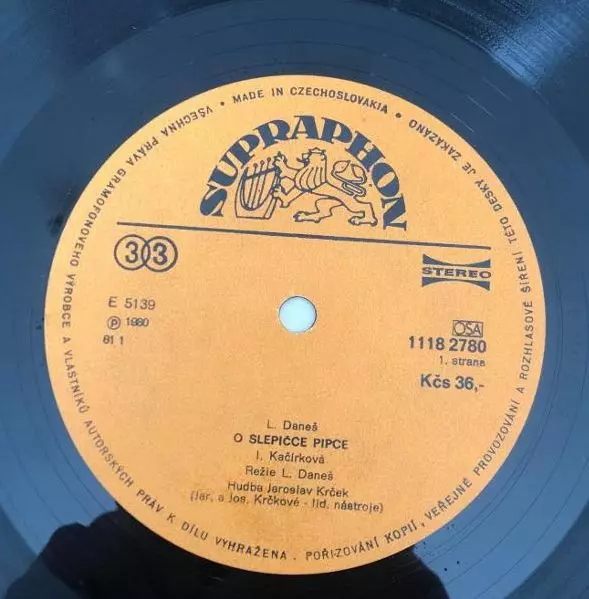 VŠECHNA PRÁVA GRAMOFONOVÉHO VÝROBCE A VLASTNÍKŮ AUTORSKÝCH PRÁV K DÍLU VYHRAŽENA. POŘIZOVÁNÍ KOPIÍ, VEŘEJNÉ PROVOZOVÁNÍ A ROZHLASOVÉ ŠÍŘENÍ TÉTO DESKY JE ZAKÁZÁNO
• MADE IN CZECHOSLOVAKIA •
SUPRAPHON
33
STEREO
E 5139
℗ 1980
81 1
OSA
1118 2780
1. strana
Kčs 36,-
L. Daneš
O SLEPIČCE PIPCE
I. Kačírková
Režie L. Daneš
Hudba Jaroslav Krček
(Jar. a Jos. Krčkové - lid. nástroje)